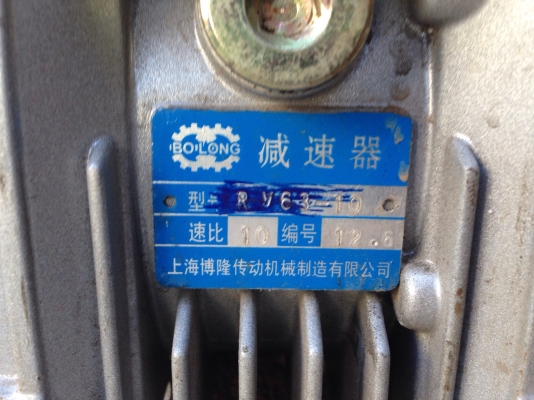 BOLONG 减速器
型号 RV63-10
速比 10 编号 12.6
上海博隆传动机械制造有限公司